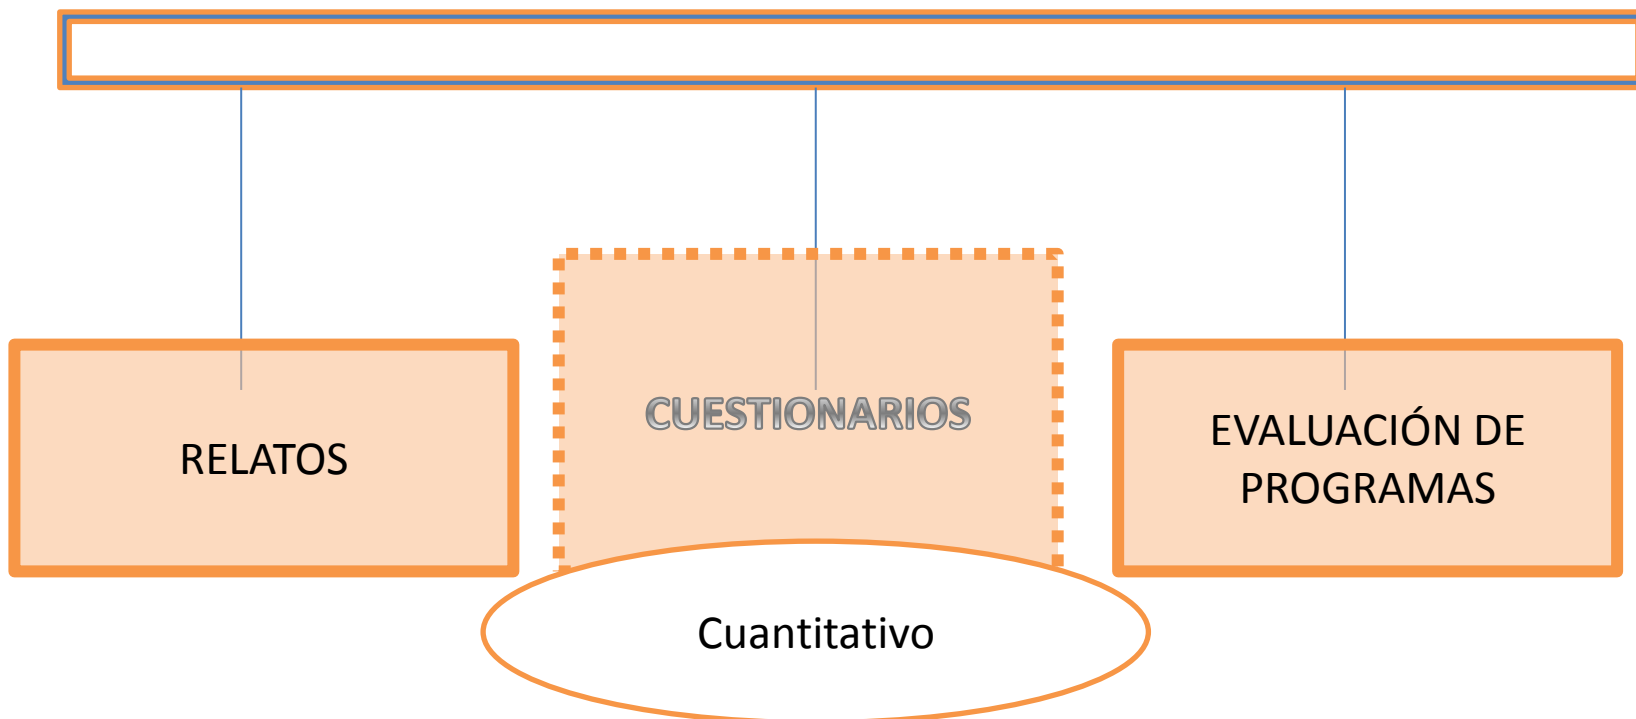 RELATOS
CUESTIONARIOS
EVALUACIÓN DE
PROGRAMAS
Cuantitativo